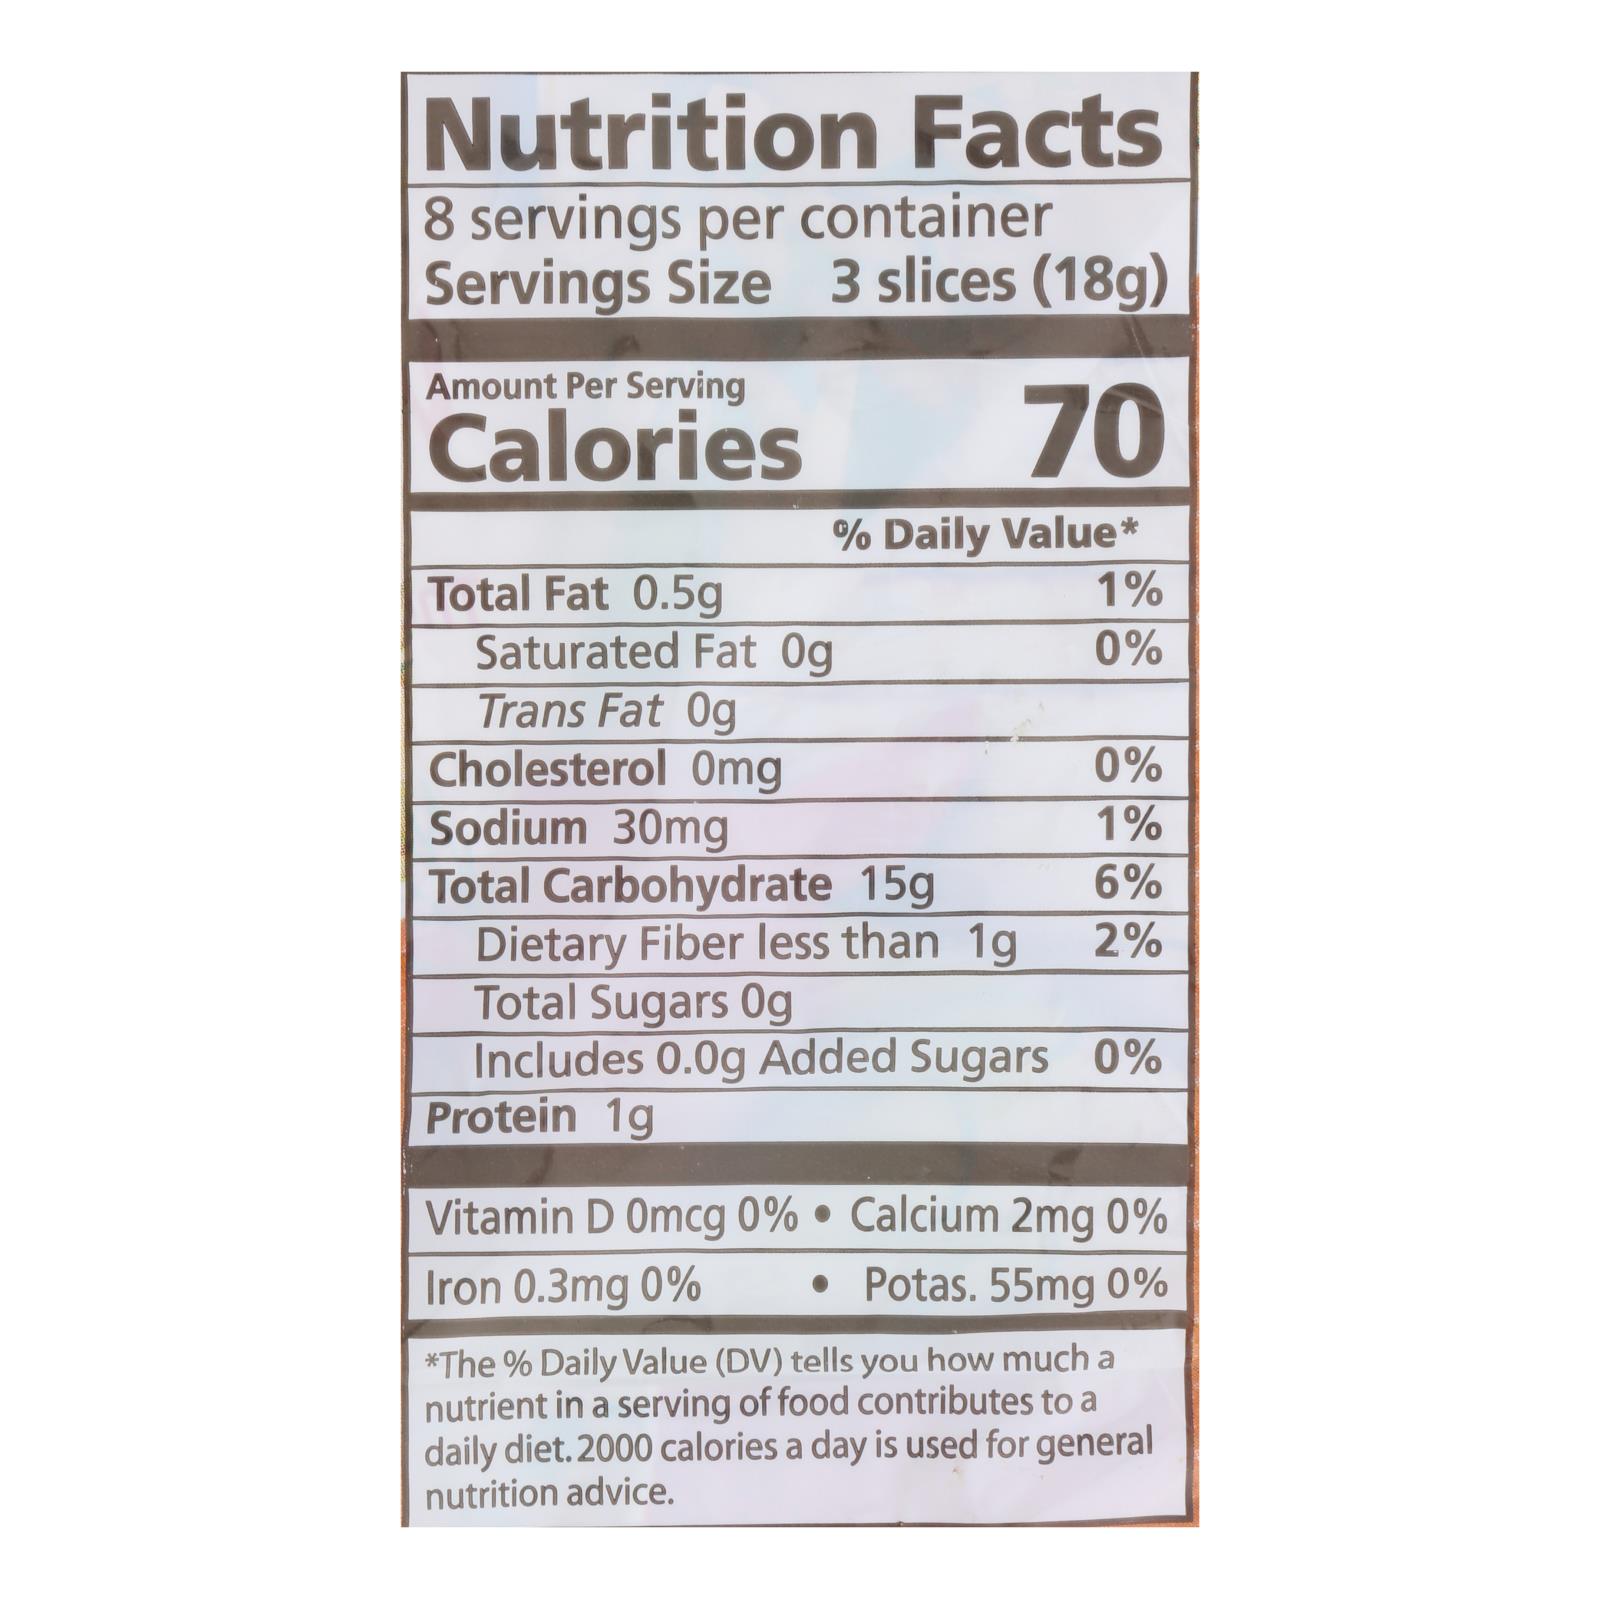 Nutrition Facts
8 servings per container
Servings Size 3 slices (18g)
Amount Per Serving
Calories 70
% Daily Value*
Total Fat 0.5g 1%
Saturated Fat 0g 0%
Trans Fat 0g
Cholesterol 0mg 0%
Sodium 30mg 1%
Total Carbohydrate 15g 6%
Dietary Fiber less than 1g 2%
Total Sugars 0g
Includes 0.0g Added Sugars 0%
Protein 1g
Vitamin D 0mcg 0% • Calcium 2mg 0%
Iron 0.3mg 0% • Potas. 55mg 0%
*The % Daily Value (DV) tells you how much a
nutrient in a serving of food contributes to a
daily diet. 2000 calories a day is used for general
nutrition advice.